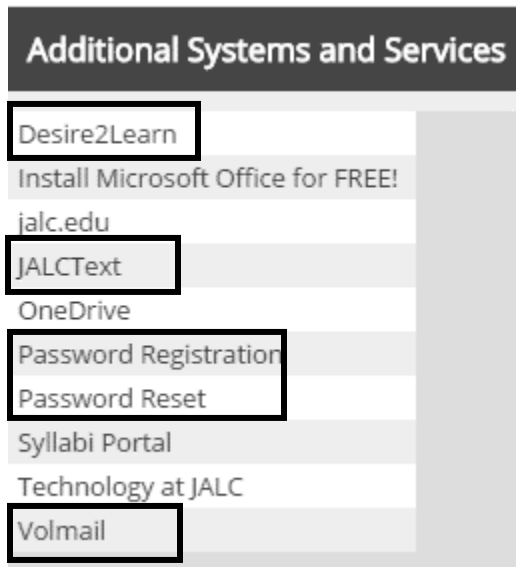 Additional Systems and Services
Desire2Learn
Install Microsoft Office for FREE!
jalc.edu
JALCText
OneDrive
Password Registration
Password Reset
Syllabi Portal
Technology at JALC
Volmail